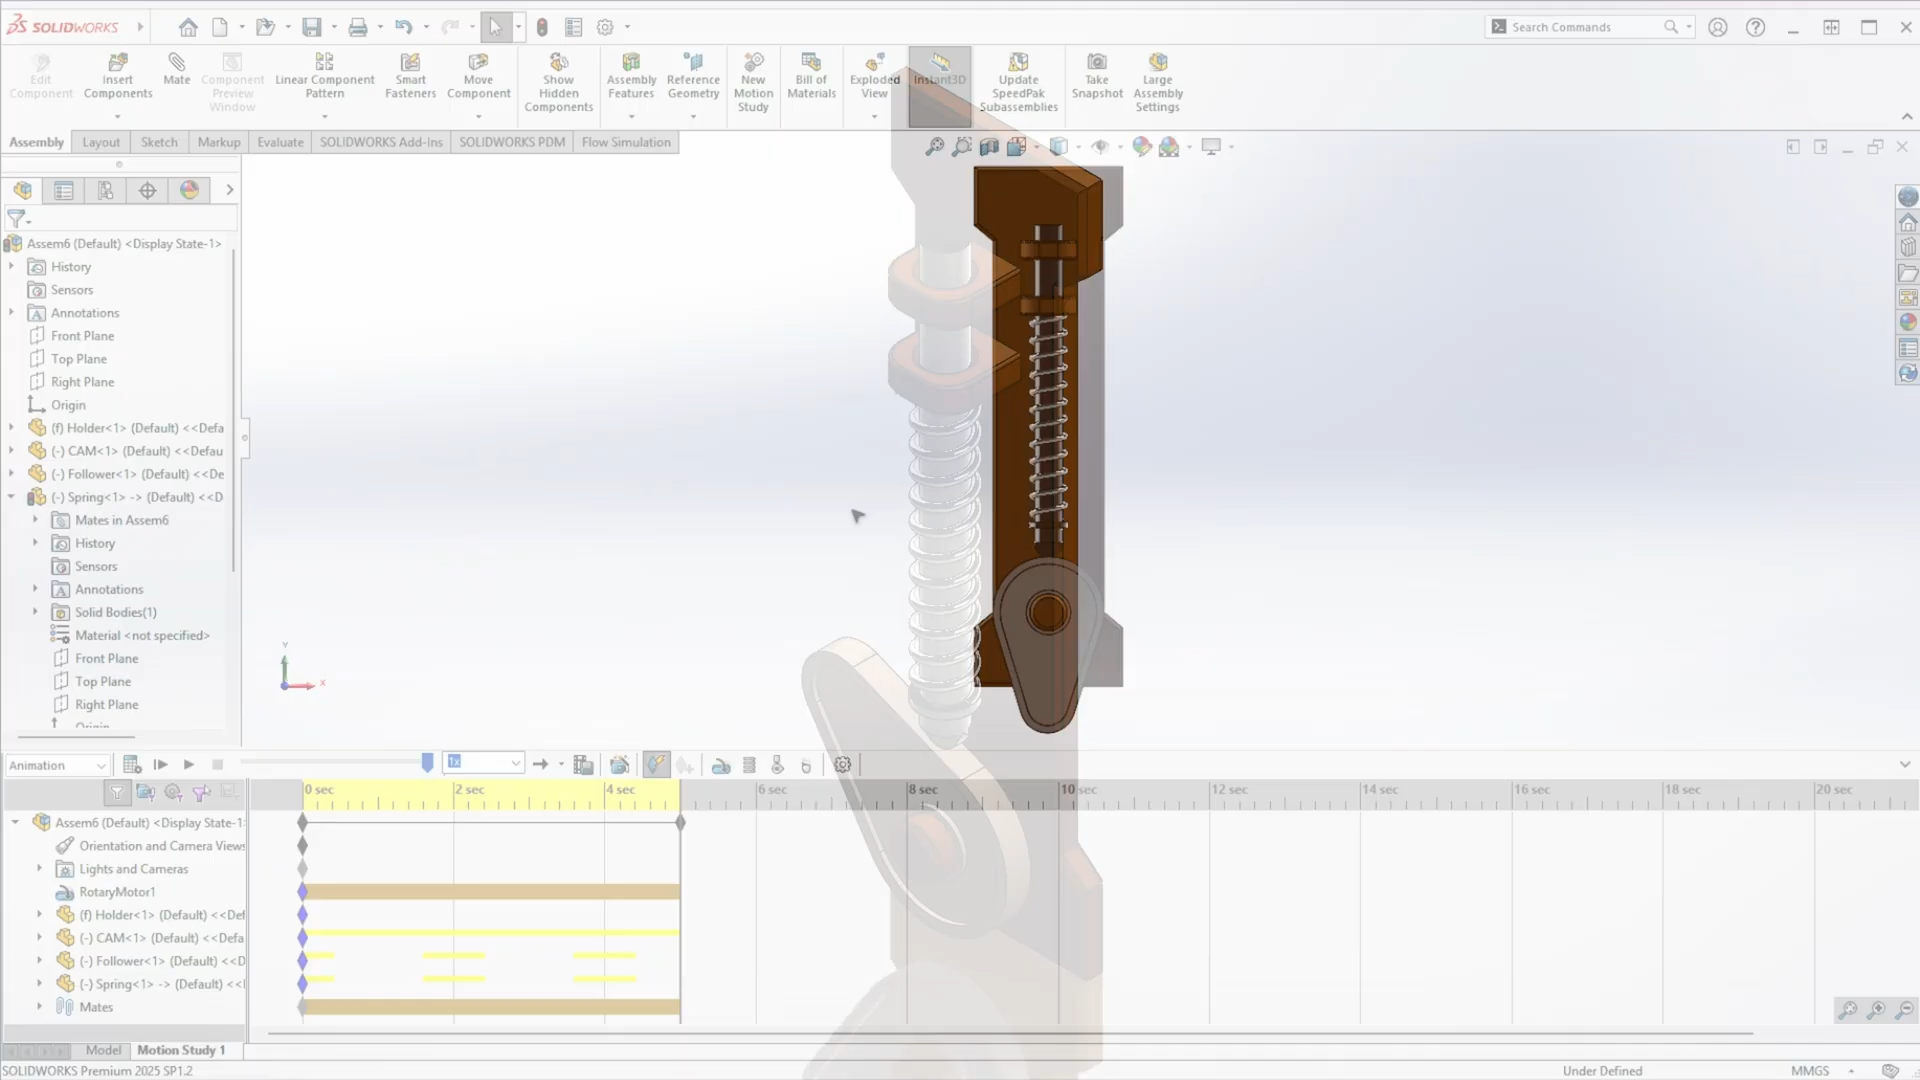 SOLIDWORKS
Search Commands
Edit Component
Insert Components
Mate
Component Preview Window
Linear Component Pattern
Smart Fasteners
Move Component
Show Hidden Components
Assembly Features
Reference Geometry
New Motion Study
Bill of Materials
Exploded View
Instant3D
Update SpeedPak Subassemblies
Take Snapshot
Large Assembly Settings
Assembly
Layout
Sketch
Markup
Evaluate
SOLIDWORKS Add-Ins
SOLIDWORKS PDM
Flow Simulation
Assem6 (Default) <Display State-1>
History
Sensors
Annotations
Front Plane
Top Plane
Right Plane
Origin
(f) Holder<1> (Default) <<Defa
(-) CAM<1> (Default) <<Defau
(-) Follower<1> (Default) <<De
(-) Spring<1> -> (Default) <<D
Mates in Assem6
History
Sensors
Annotations
Solid Bodies(1)
Material <not specified>
Front Plane
Top Plane
Right Plane
Origin
Y
X
Animation
1x
0 sec
2 sec
4 sec
6 sec
8 sec
10 sec
12 sec
14 sec
16 sec
18 sec
20 sec
Assem6 (Default) <Display State-1
Orientation and Camera Views
Lights and Cameras
RotaryMotor1
(f) Holder<1> (Default) <<Def
(-) CAM<1> (Default) <<Defa
(-) Follower<1> (Default) <<D
(-) Spring<1> -> (Default) <<
Mates
Model
Motion Study 1
SOLIDWORKS Premium 2025 SP1.2
Under Defined
MMGS